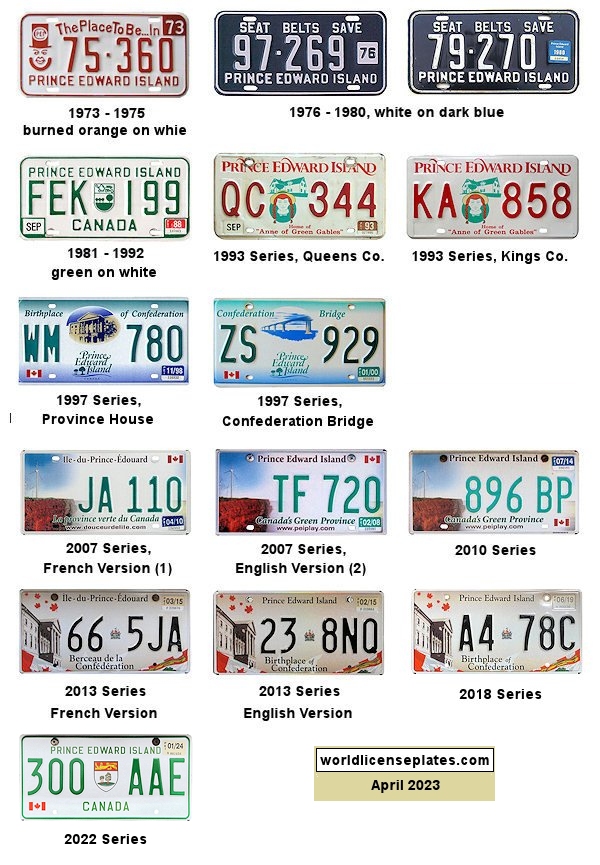 The Place To Be...In 73
75-360
PRINCE EDWARD ISLAND
SEAT BELTS SAVE
97-269 76
PRINCE EDWARD ISLAND
SEAT BELTS SAVE
79-270 1980
PRINCE EDWARD ISLAND
1973 - 1975
burned orange on whie
1976 - 1980, white on dark blue
PRINCE EDWARD ISLAND
FEK 199
SEP CANADA 88
PRINCE EDWARD ISLAND
QC 344
SEP Home of 93
"Anne of Green Gables"
PRINCE EDWARD ISLAND
KA 858
Home of
"Anne of Green Gables"
1981 - 1992
green on white
1993 Series, Queens Co.
1993 Series, Kings Co.
Birthplace of Confederation
WM 780
Prince Edward Island
11/98
Confederation Bridge
ZS 929
Prince Edward Island
01/00
1997 Series,
Province House
1997 Series,
Confederation Bridge
Ile-du-Prince-Édouard
JA 110
La province verte du Canada
www.douceurdelile.com 04/10
Prince Edward Island
TF 720
Canada's Green Province
www.peiplay.com 02/08
Prince Edward Island 07/14
896 BP
Canada's Green Province
www.peiplay.com
2007 Series,
French Version (1)
2007 Series,
English Version (2)
2010 Series
Ile-du-Prince-Édouard 03/15
66 5JA
Berceau de la
Confédération
Prince Edward Island 02/15
23 8NQ
Birthplace of
Confederation
Prince Edward Island 06/19
A4 78C
Birthplace of
Confederation
2013 Series
French Version
2013 Series
English Version
2018 Series
PRINCE EDWARD ISLAND 01/24
300 AAE
CANADA
2022 Series
worldlicenseplates.com
April 2023